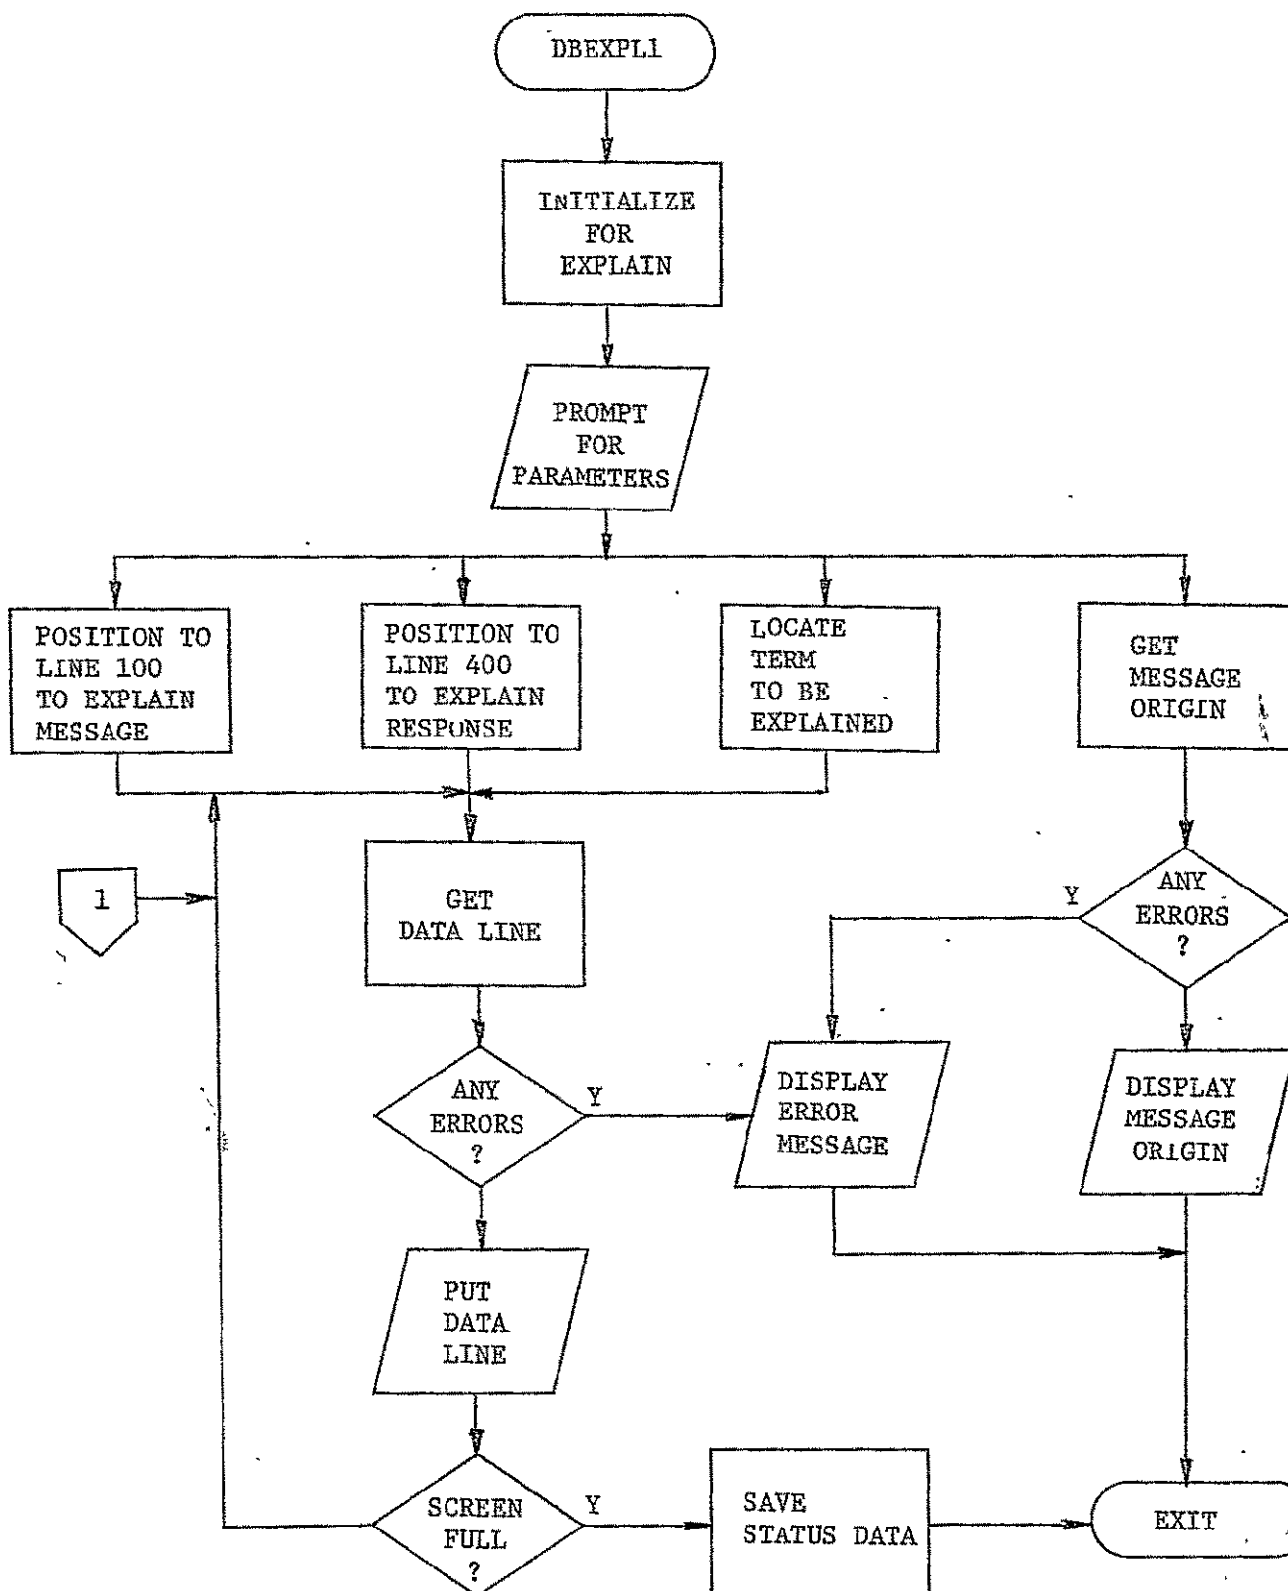 DBEXPL1
INITIALIZE
FOR
EXPLAIN
PROMPT
FOR
PARAMETERS
POSITION TO
LINE 100
TO EXPLAIN
MESSAGE
POSITION TO
LINE 400
TO EXPLAIN
RESPONSE
LOCATE
TERM
TO BE
EXPLAINED
GET
MESSAGE
ORIGIN
1
GET
DATA LINE
Y
ANY
ERRORS
?
ANY
ERRORS
?
Y
DISPLAY
ERROR
MESSAGE
DISPLAY
MESSAGE
ORIGIN
PUT
DATA
LINE
SCREEN
FULL
?
Y
SAVE
STATUS DATA
EXIT